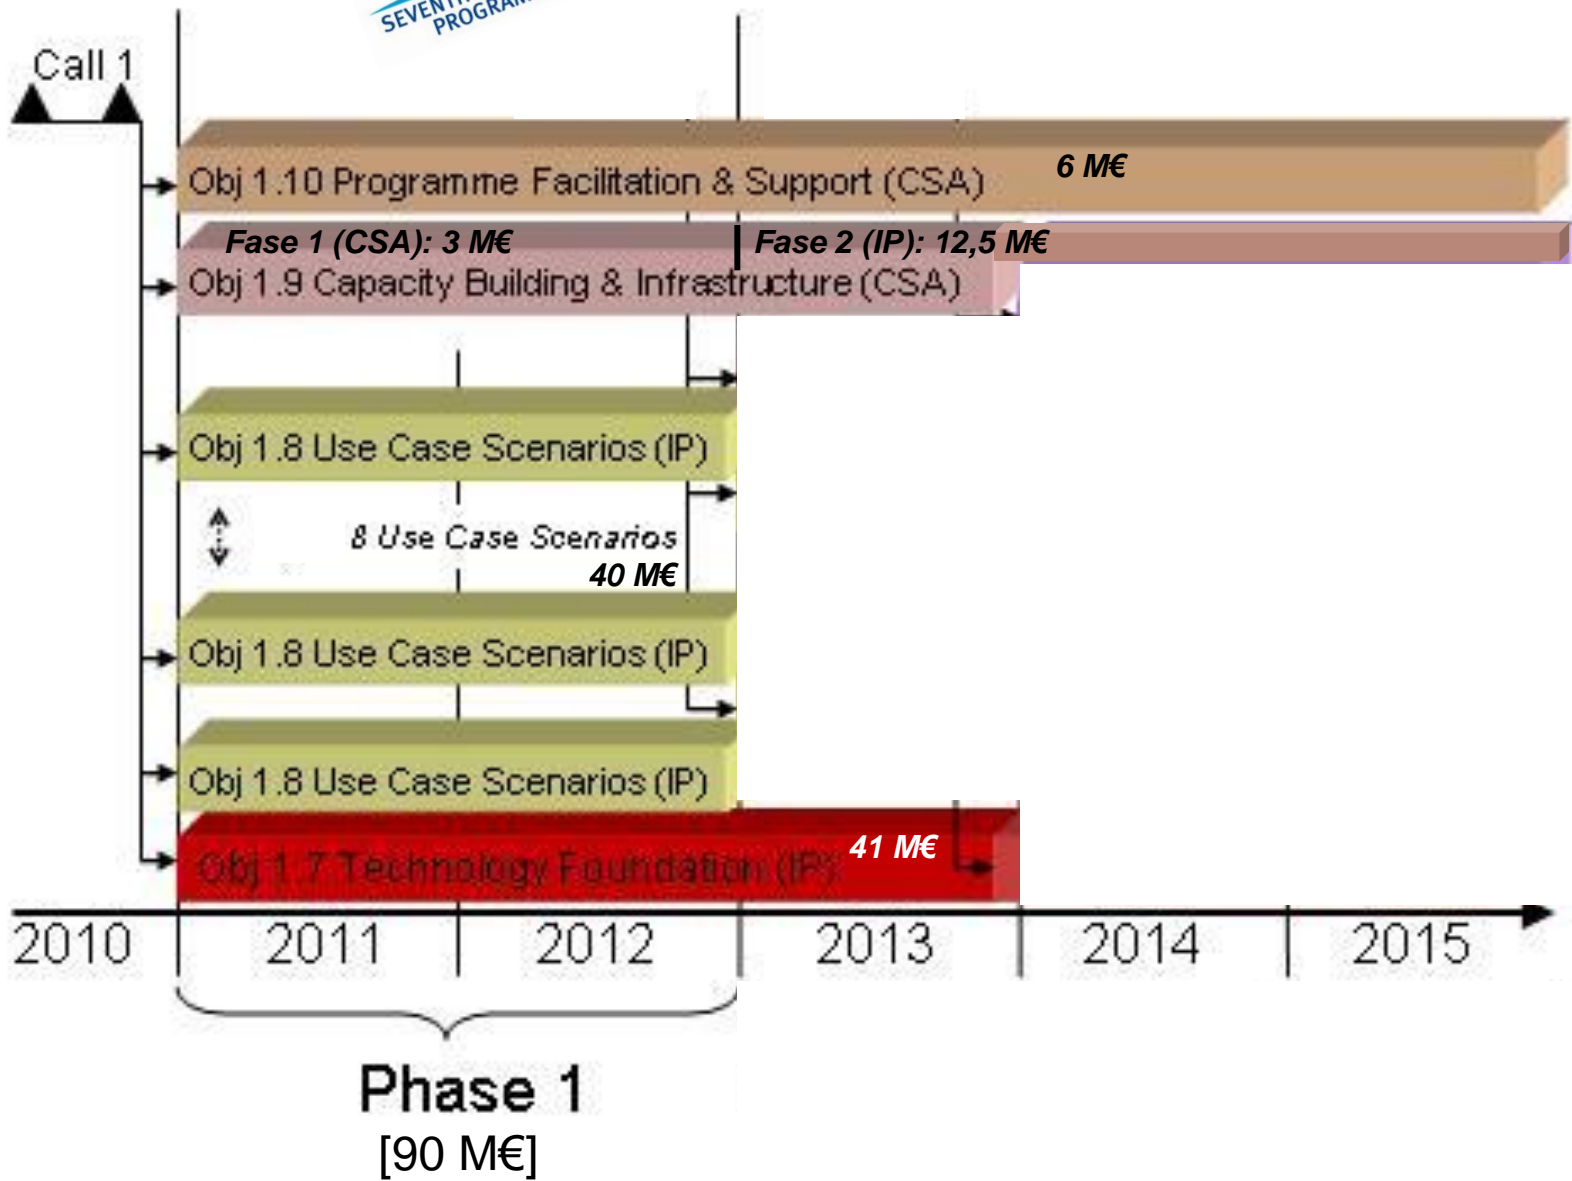 SEVENTH
PROGRAM
Call 1
Obj 1.10 Programme Facilitation & Support (CSA)
6 M€
Fase 1 (CSA): 3 M€
Fase 2 (IP): 12,5 M€
Obj 1.9 Capacity Building & Infrastructure (CSA)
Obj 1.8 Use Case Scenarios (IP)
8 Use Case Scenarios
40 M€
Obj 1.8 Use Case Scenarios (IP)
Obj 1.8 Use Case Scenarios (IP)
41 M€
Obj 1.7 Technology Foundation (IP)
2010
2011
2012
2013
2014
2015
Phase 1
[90 M€]